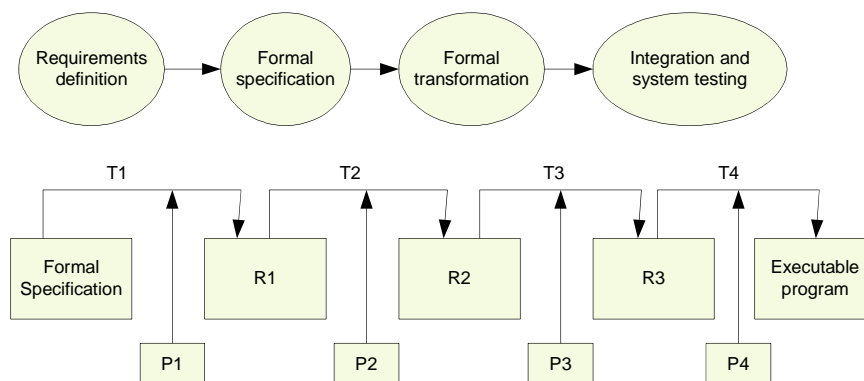 Requirements
definition
Formal
specification
Formal
transformation
Integration and
system testing
T1
T2
T3
T4
Formal
Specification
R1
R2
R3
Executable
program
P1
P2
P3
P4